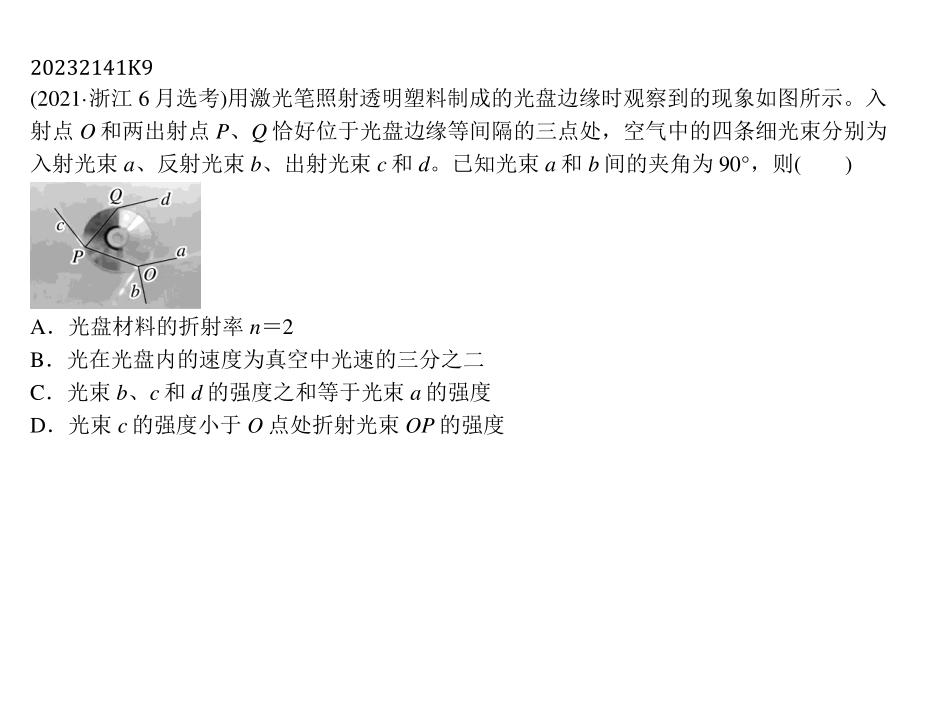 20232141K9
(2021·浙江 6 月选考)用激光笔照射透明塑料制成的光盘边缘时观察到的现象如图所示。入
射点 O 和两出射点 P、Q 恰好位于光盘边缘等间隔的三点处，空气中的四条细光束分别为
入射光束 a、反射光束 b、出射光束 c 和 d。已知光束 a 和 b 间的夹角为 90°，则(　　)
Q
d
c
P
a
O
b
A．光盘材料的折射率 n＝2
B．光在光盘内的速度为真空中光速的三分之二
C．光束 b、c 和 d 的强度之和等于光束 a 的强度
D．光束 c 的强度小于 O 点处折射光束 OP 的强度